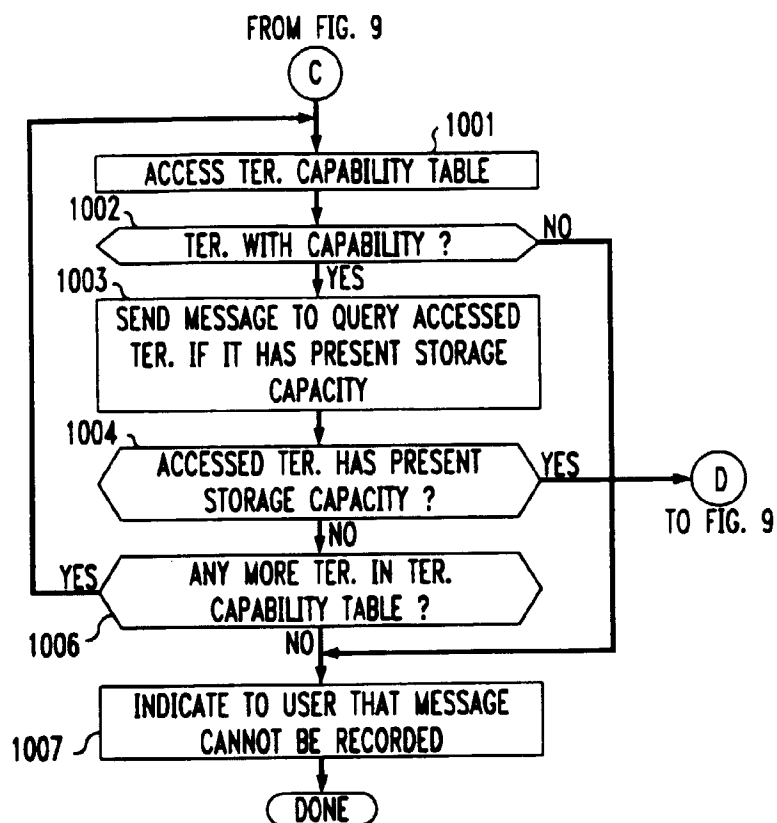 FROM FIG. 9
C
1001
ACCESS TER. CAPABILITY TABLE
1002
TER. WITH CAPABILITY ?
NO
YES
1003
SEND MESSAGE TO QUERY ACCESSED
TER. IF IT HAS PRESENT STORAGE
CAPACITY
1004
ACCESSED TER. HAS PRESENT
STORAGE CAPACITY ?
YES
D
TO FIG. 9
NO
YES
ANY MORE TER. IN TER.
CAPABILITY TABLE ?
1006
NO
INDICATE TO USER THAT MESSAGE
CANNOT BE RECORDED
1007
DONE